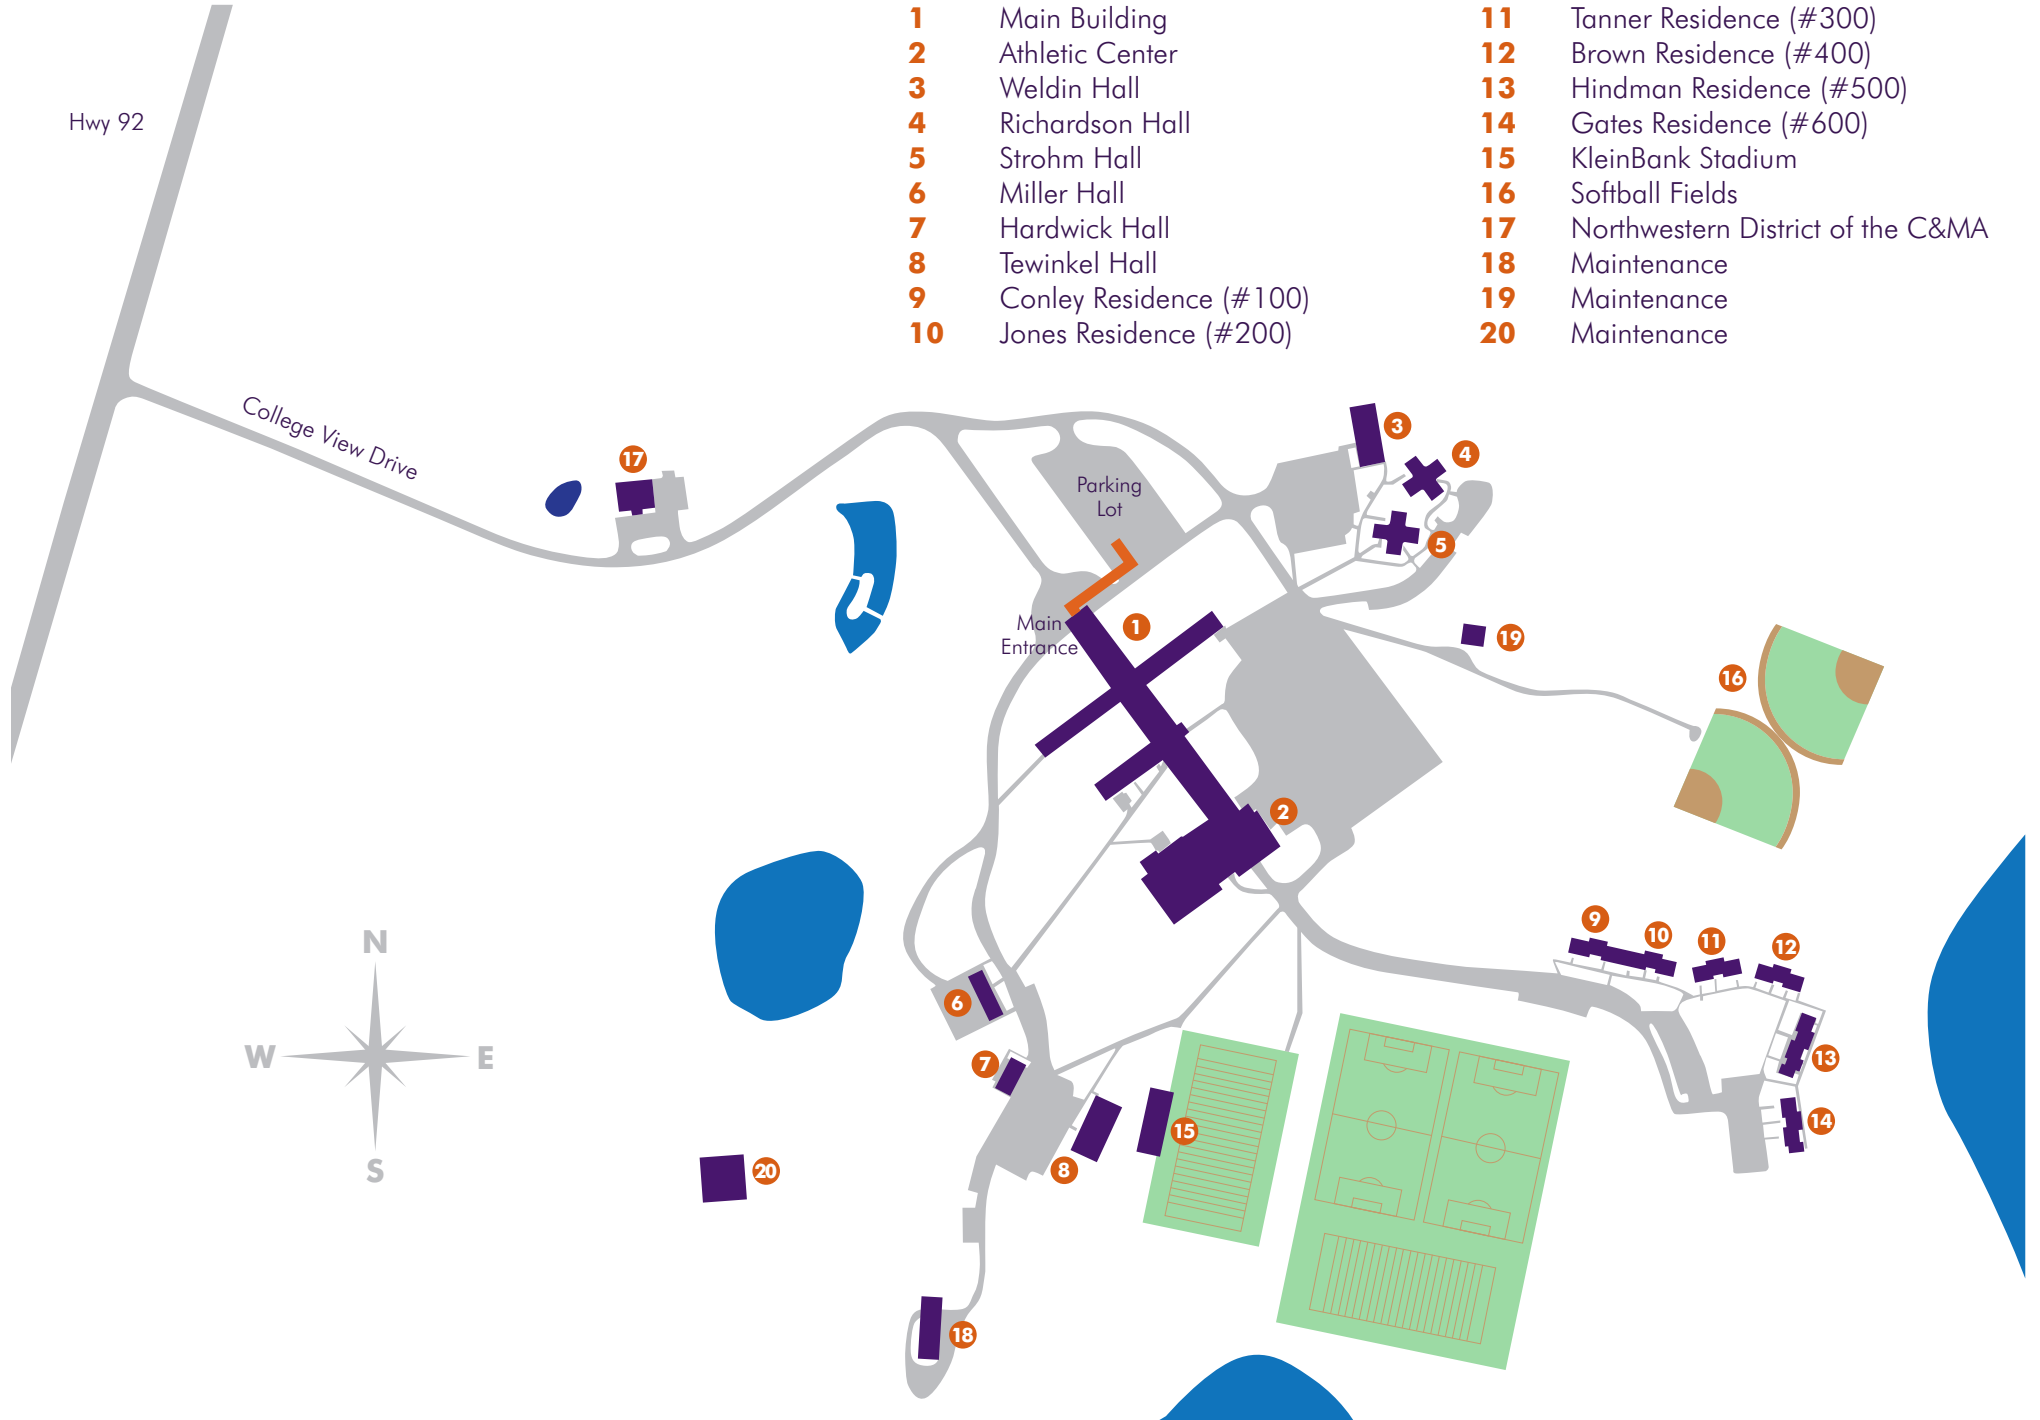 1 Main Building
2 Athletic Center
3 Weldin Hall
4 Richardson Hall
5 Strohm Hall
6 Miller Hall
7 Hardwick Hall
8 Tewinkel Hall
9 Conley Residence (#100)
10 Jones Residence (#200)
11 Tanner Residence (#300)
12 Brown Residence (#400)
13 Hindman Residence (#500)
14 Gates Residence (#600)
15 KleinBank Stadium
16 Softball Fields
17 Northwestern District of the C&MA
18 Maintenance
19 Maintenance
20 Maintenance
Hwy 92
College View Drive
17
3
4
Parking
Lot
5
Main
Entrance
1
19
16
2
9
10
11
12
N
W
E
S
6
7
13
14
15
8
20
18